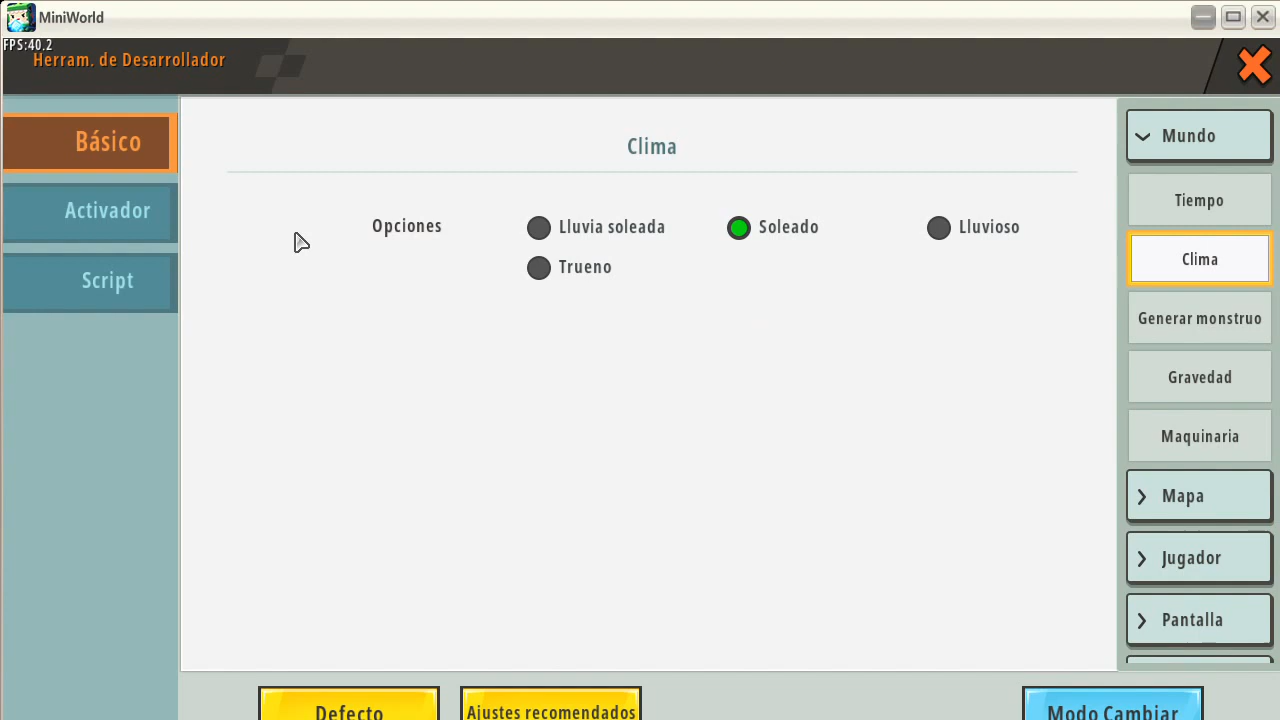 MiniWorld
FPS:40.2
Herram. de Desarrollador
Básico
Activador
Script
Clima
Opciones
Lluvia soleada
Soleado
Lluvioso
Trueno
Mundo
Tiempo
Clima
Generar monstruo
Gravedad
Maquinaria
Mapa
Jugador
Pantalla
Defecto
Ajustes recomendados
Modo Cambiar